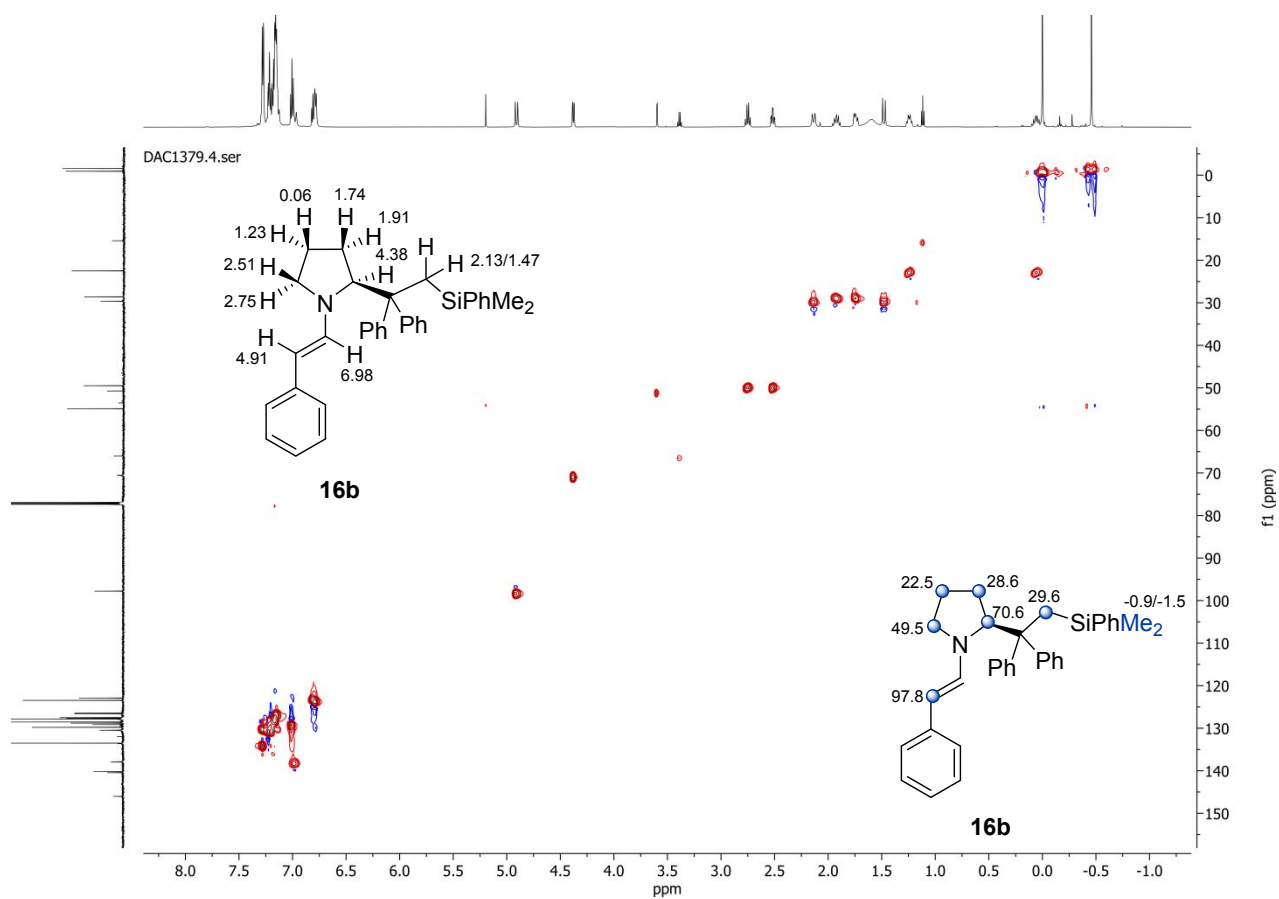 DAC1379.4.ser
0.06
1.74
H
H
1.23
H
H
1.91
2.51
H
H
4.38
H
H
2.13/1.47
2.75
H
N
SiPhMe2
Ph
Ph
H
H
4.91
6.98
16b
22.5
28.6
29.6
-0.9/-1.5
49.5
70.6
SiPhMe2
N
Ph
Ph
97.8
16b
0
10
20
30
40
50
60
70
80
90
100
110
120
130
140
150
f1 (ppm)
8.0 7.5 7.0 6.5 6.0 5.5 5.0 4.5 4.0 3.5 3.0 2.5 2.0 1.5 1.0 0.5 0.0 -0.5 -1.0
ppm